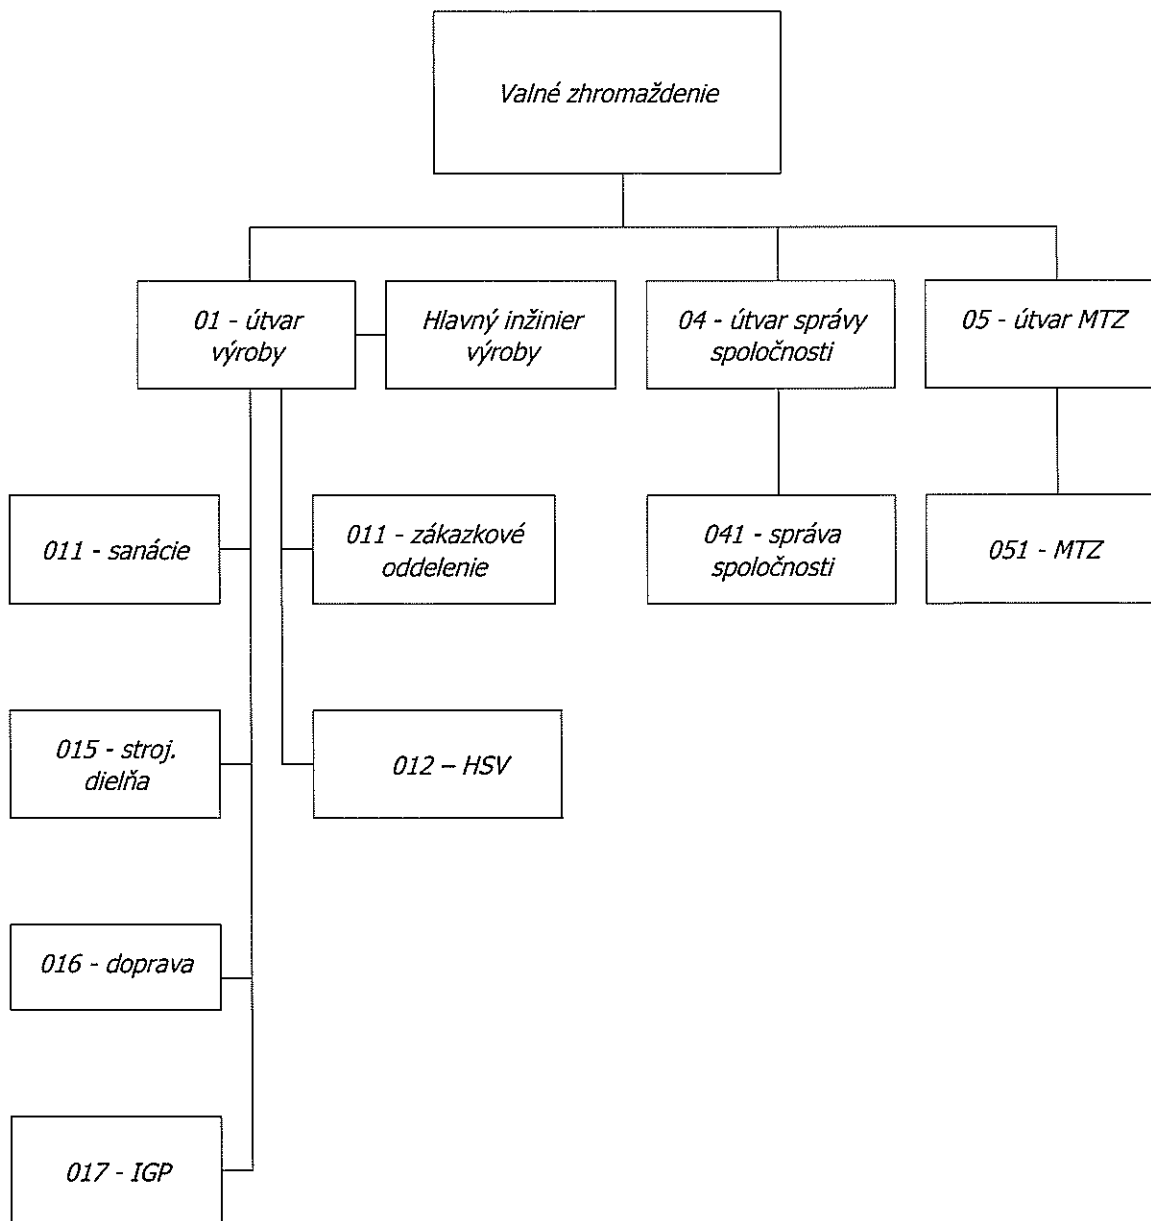 Valné zhromaždenie
01 - útvar
výroby
Hlavný inžinier
výroby
04 - útvar správy
spoločnosti
05 - útvar MTZ
011 - sanácie
011 - zákazkové
oddelenie
041 - správa
spoločnosti
051 - MTZ
015 - stroj.
dielňa
012 – HSV
016 - doprava
017 - IGP